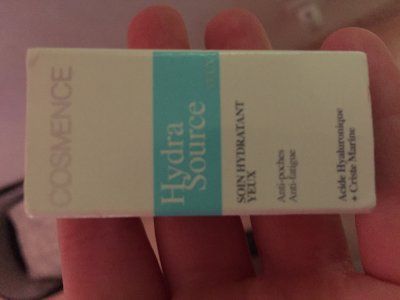 COSMENCE
Hydra
Source
SOIN HYDRATANT
YEUX
Anti-poches
Anti-fatigue
Acide Hyaluronique
+ Criste Marine